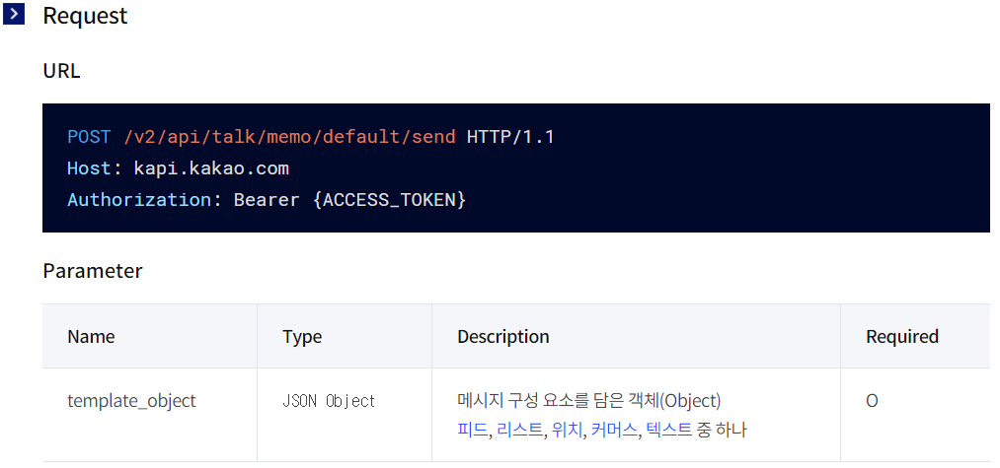 Request
URL
POST /v2/api/talk/memo/default/send HTTP/1.1
Host: kapi.kakao.com
Authorization: Bearer {ACCESS_TOKEN}
Parameter
Name Type Description Required
template_object JSON Object 메시지 구성 요소를 담은 객체(Object) O
피드, 리스트, 위치, 커머스, 텍스트 중 하나